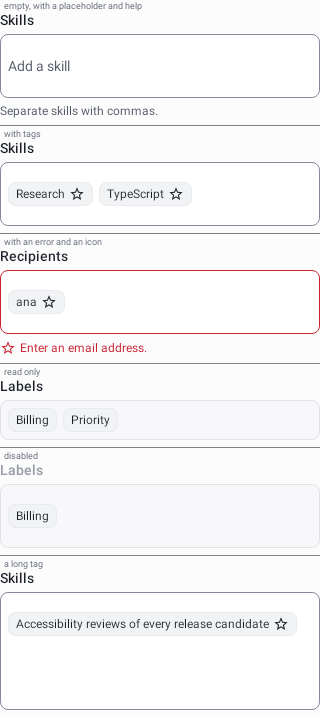 empty, with a placeholder and help
Skills
Add a skill
Separate skills with commas.
with tags
Skills
Research TypeScript
with an error and an icon
Recipients
ana
Enter an email address.
read only
Labels
Billing Priority
disabled
Labels
Billing
a long tag
Skills
Accessibility reviews of every release candidate